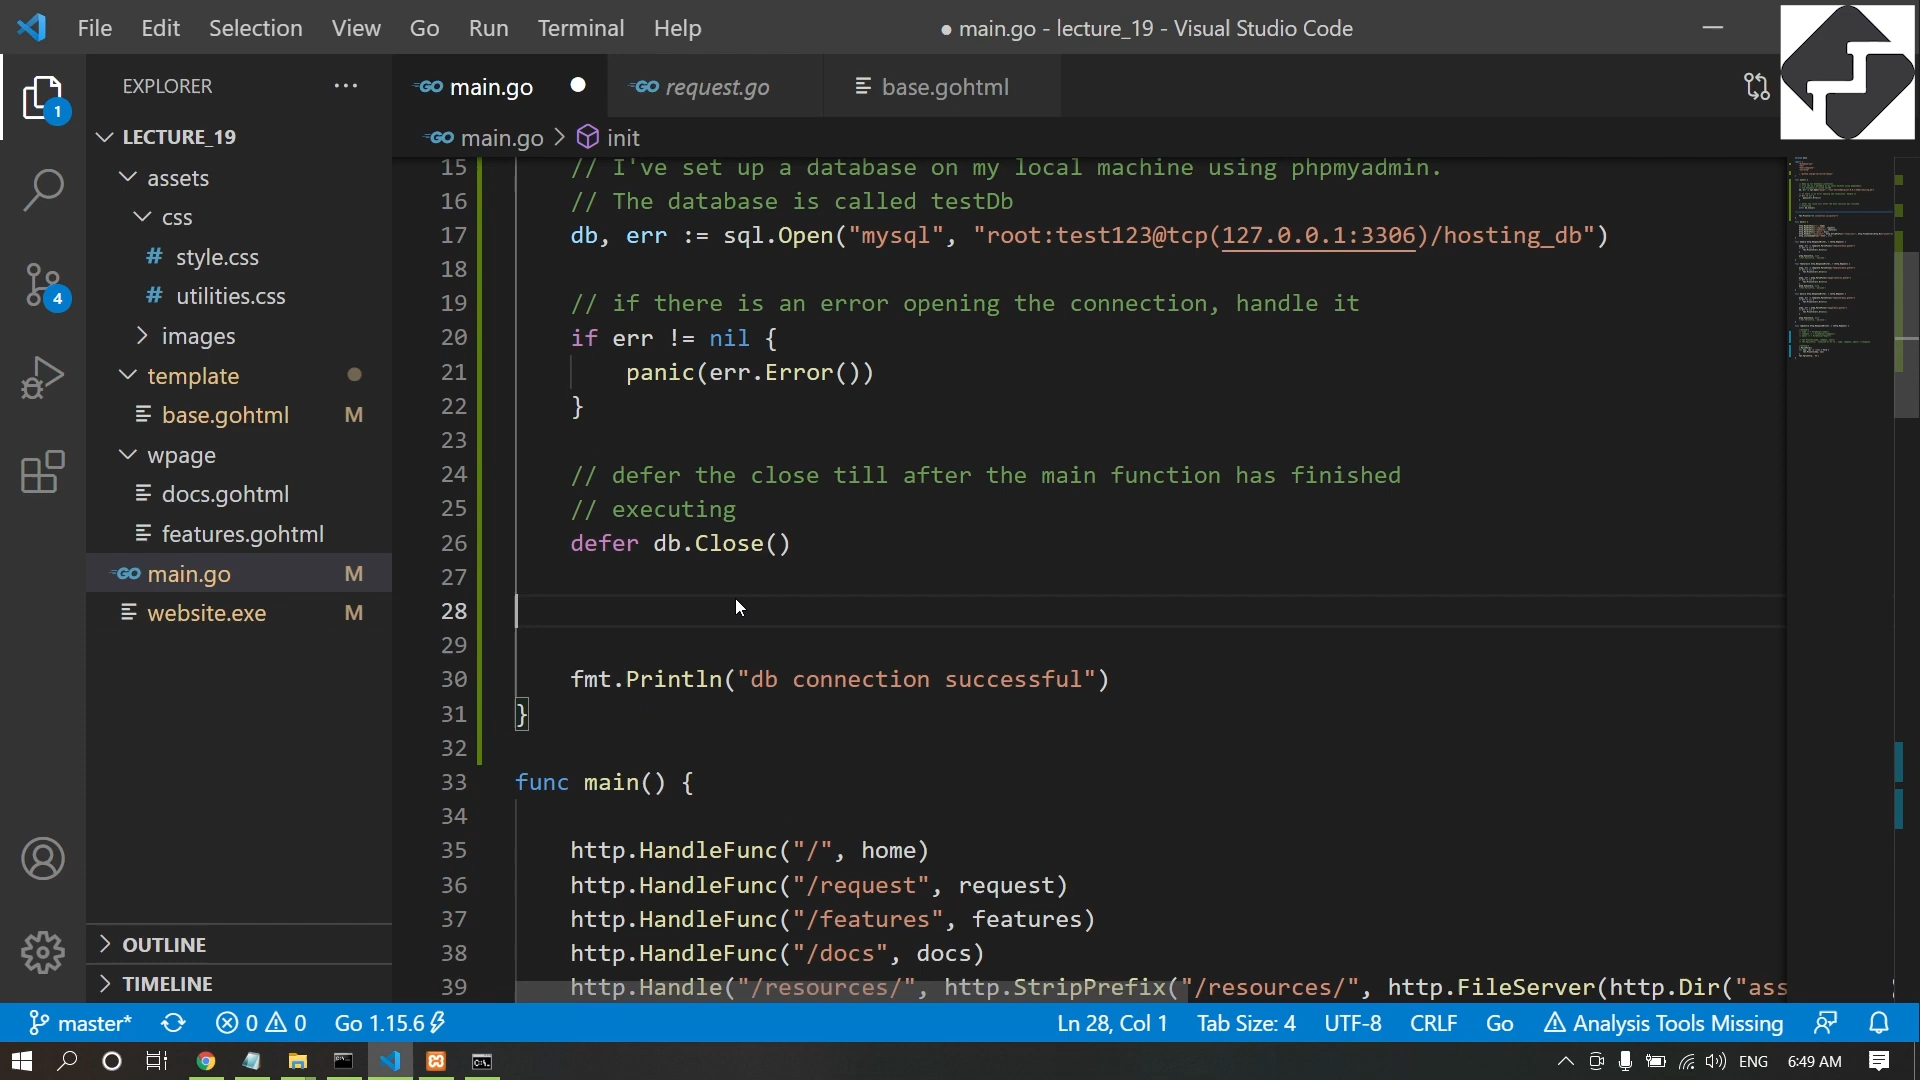 File Edit Selection View Go Run Terminal Help
● main.go - lecture_19 - Visual Studio Code
EXPLORER
main.go
request.go
base.gohtml
main.go > init
LECTURE_19
assets
css
# style.css
# utilities.css
images
template
base.gohtml M
wpage
docs.gohtml
features.gohtml
main.go M
website.exe M
OUTLINE
TIMELINE
1
4
15 // I've set up a database on my local machine using phpmyadmin.
16 // The database is called testDb
17 db, err := sql.Open("mysql", "root:test123@tcp(127.0.0.1:3306)/hosting_db")
18
19 // if there is an error opening the connection, handle it
20 if err != nil {
21 panic(err.Error())
22 }
23
24 // defer the close till after the main function has finished
25 // executing
26 defer db.Close()
27
28
29
30 fmt.Println("db connection successful")
31 }
32
33 func main() {
34
35 http.HandleFunc("/", home)
36 http.HandleFunc("/request", request)
37 http.HandleFunc("/features", features)
38 http.HandleFunc("/docs", docs)
39 http.Handle("/resources/", http.StripPrefix("/resources/", http.FileServer(http.Dir("ass
master* 0 0 Go 1.15.6
Ln 28, Col 1 Tab Size: 4 UTF-8 CRLF Go Analysis Tools Missing
ENG 6:49 AM